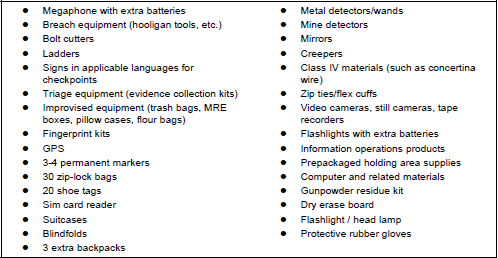 ● Megaphone with extra batteries
● Breach equipment (hooligan tools, etc.)
● Bolt cutters
● Ladders
● Signs in applicable languages for
checkpoints
● Triage equipment (evidence collection kits)
● Improvised equipment (trash bags, MRE
boxes, pillow cases, flour bags)
● Fingerprint kits
● GPS
● 3-4 permanent markers
● 30 zip-lock bags
● 20 shoe tags
● Sim card reader
● Suitcases
● Blindfolds
● 3 extra backpacks
● Metal detectors/wands
● Mine detectors
● Mirrors
● Creepers
● Class IV materials (such as concertina
wire)
● Zip ties/flex cuffs
● Video cameras, still cameras, tape
recorders
● Flashlights with extra batteries
● Information operations products
● Prepackaged holding area supplies
● Computer and related materials
● Gunpowder residue kit
● Dry erase board
● Flashlight / head lamp
● Protective rubber gloves